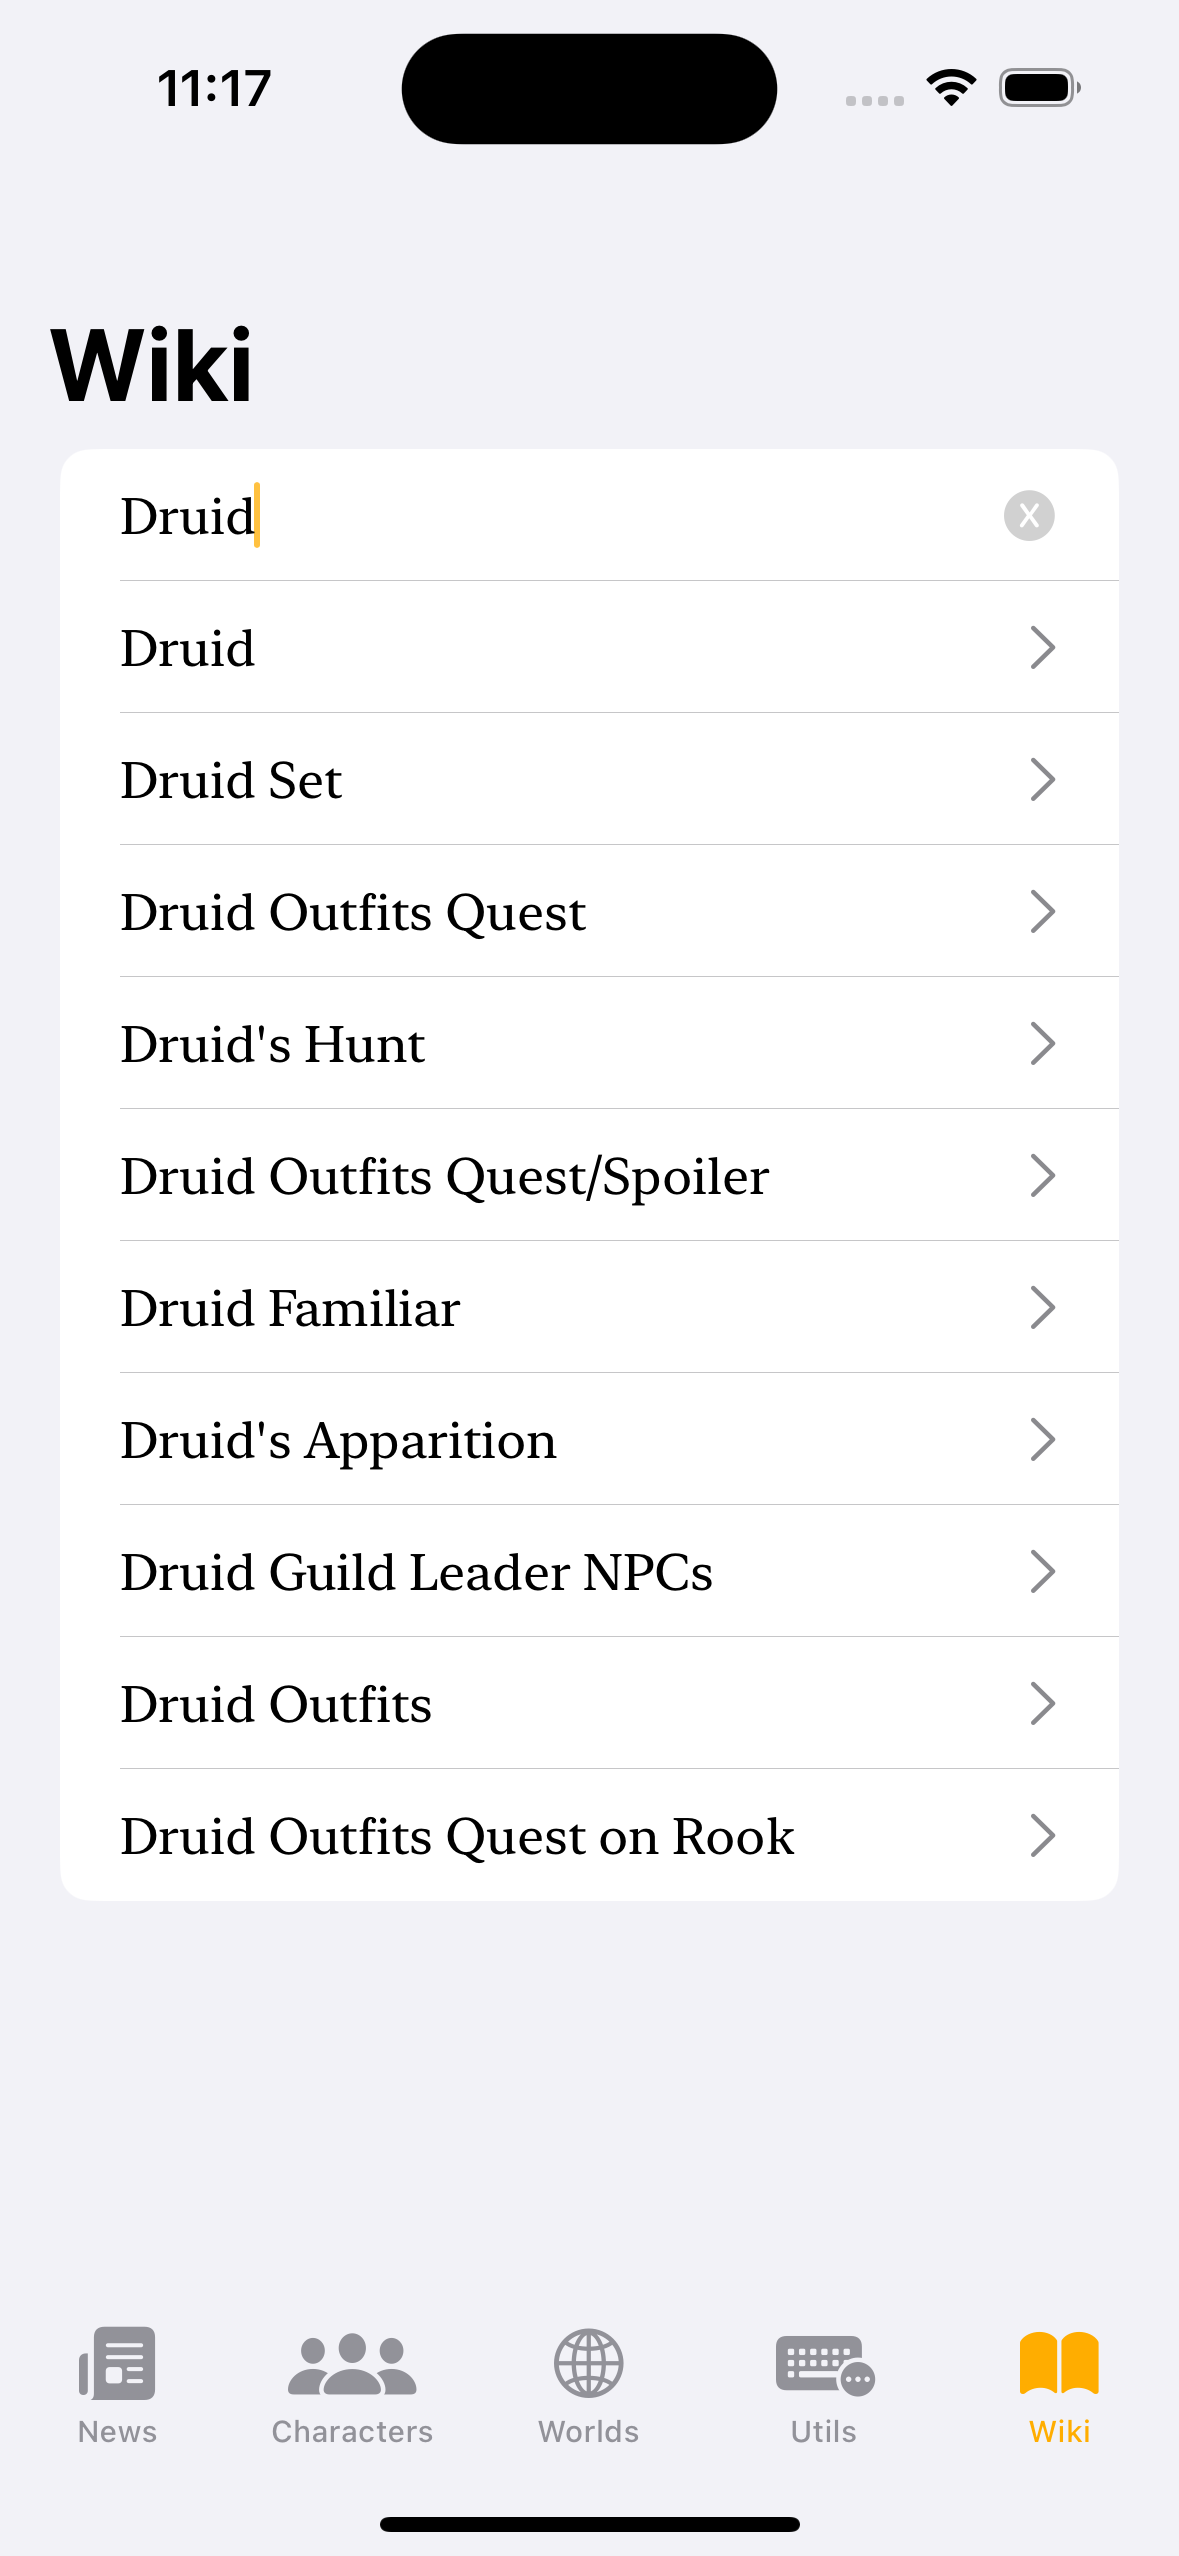 11:17
Wiki
Druid
Druid
Druid Set
Druid Outfits Quest
Druid's Hunt
Druid Outfits Quest/Spoiler
Druid Familiar
Druid's Apparition
Druid Guild Leader NPCs
Druid Outfits
Druid Outfits Quest on Rook
News
Characters
Worlds
Utils
Wiki